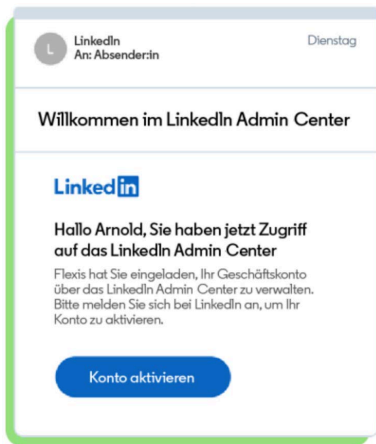 L
LinkedIn
An: Absender:in
Dienstag
Willkommen im LinkedIn Admin Center
Linked in
Hallo Arnold, Sie haben jetzt Zugriff
auf das LinkedIn Admin Center
Flexis hat Sie eingeladen, Ihr Geschäftskonto
über das LinkedIn Admin Center zu verwalten.
Bitte melden Sie sich bei LinkedIn an, um Ihr
Konto zu aktivieren.
Konto aktivieren